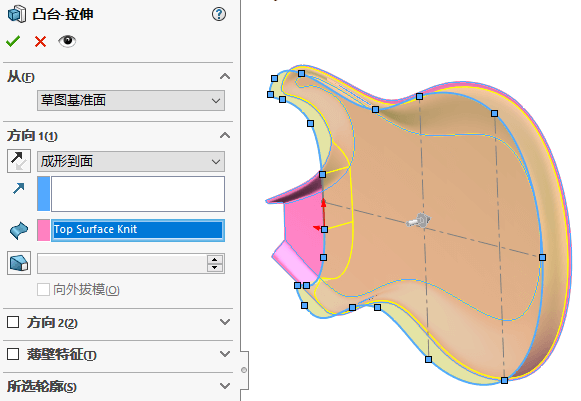 凸台-拉伸
从(F)
草图基准面
方向 1(1)
成形到面
Top Surface Knit
向外拔模(O)
方向 2(2)
薄壁特征(T)
所选轮廓(S)